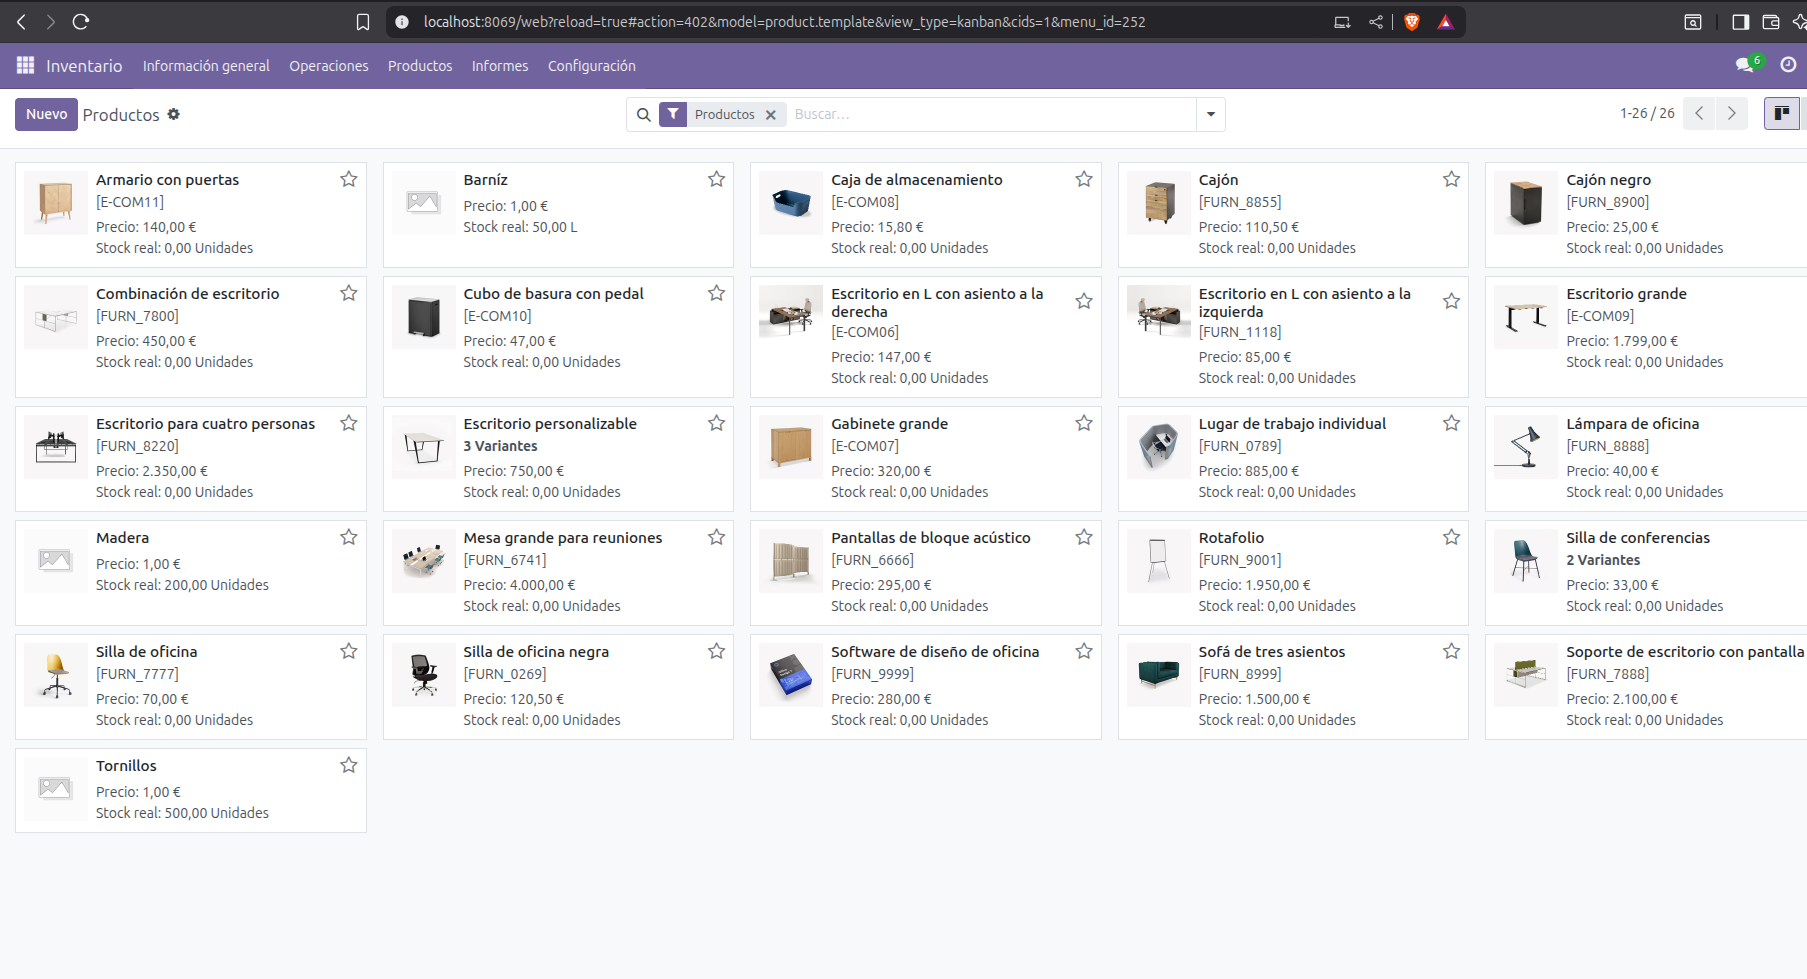 localhost:8069/web?reload=true#action=402&model=product.template&view_type=kanban&cids=1&menu_id=252
Inventario
Información general
Operaciones
Productos
Informes
Configuración
6
Nuevo
Productos
Productos
Buscar...
1-26 / 26
Armario con puertas
[E-COM11]
Precio: 140,00 €
Stock real: 0,00 Unidades
Barníz
Precio: 1,00 €
Stock real: 50,00 L
Caja de almacenamiento
[E-COM08]
Precio: 15,80 €
Stock real: 0,00 Unidades
Cajón
[FURN_8855]
Precio: 110,50 €
Stock real: 0,00 Unidades
Cajón negro
[FURN_8900]
Precio: 25,00 €
Stock real: 0,00 Unidades
Combinación de escritorio
[FURN_7800]
Precio: 450,00 €
Stock real: 0,00 Unidades
Cubo de basura con pedal
[E-COM10]
Precio: 47,00 €
Stock real: 0,00 Unidades
Escritorio en L con asiento a la
derecha
[E-COM06]
Precio: 147,00 €
Stock real: 0,00 Unidades
Escritorio en L con asiento a la
izquierda
[FURN_1118]
Precio: 85,00 €
Stock real: 0,00 Unidades
Escritorio grande
[E-COM09]
Precio: 1.799,00 €
Stock real: 0,00 Unidades
Escritorio para cuatro personas
[FURN_8220]
Precio: 2.350,00 €
Stock real: 0,00 Unidades
Escritorio personalizable
3 Variantes
Precio: 750,00 €
Stock real: 0,00 Unidades
Gabinete grande
[E-COM07]
Precio: 320,00 €
Stock real: 0,00 Unidades
Lugar de trabajo individual
[FURN_0789]
Precio: 885,00 €
Stock real: 0,00 Unidades
Lámpara de oficina
[FURN_8888]
Precio: 40,00 €
Stock real: 0,00 Unidades
Madera
Precio: 1,00 €
Stock real: 200,00 Unidades
Mesa grande para reuniones
[FURN_6741]
Precio: 4.000,00 €
Stock real: 0,00 Unidades
Pantallas de bloque acústico
[FURN_6666]
Precio: 295,00 €
Stock real: 0,00 Unidades
Rotafolio
[FURN_9001]
Precio: 1.950,00 €
Stock real: 0,00 Unidades
Silla de conferencias
2 Variantes
Precio: 33,00 €
Stock real: 0,00 Unidades
Silla de oficina
[FURN_7777]
Precio: 70,00 €
Stock real: 0,00 Unidades
Silla de oficina negra
[FURN_0269]
Precio: 120,50 €
Stock real: 0,00 Unidades
Software de diseño de oficina
[FURN_9999]
Precio: 280,00 €
Stock real: 0,00 Unidades
Sofá de tres asientos
[FURN_8999]
Precio: 1.500,00 €
Stock real: 0,00 Unidades
Soporte de escritorio con pantalla
[FURN_7888]
Precio: 2.100,00 €
Stock real: 0,00 Unidades
Tornillos
Precio: 1,00 €
Stock real: 500,00 Unidades